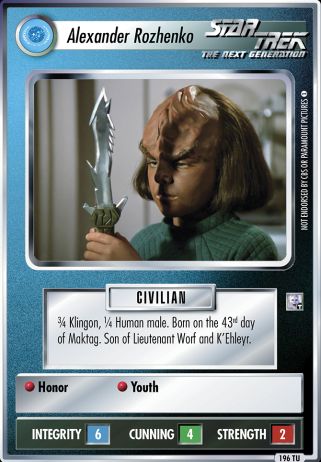 Alexander Rozhenko
STAR TREK
THE NEXT GENERATION
NOT ENDORSED BY CBS OR PARAMOUNT PICTURES
CIVILIAN
¾ Klingon, ¼ Human male. Born on the 43rd day
of Maktag. Son of Lieutenant Worf and K'Ehleyr.
Honor
Youth
INTEGRITY 6 CUNNING 4 STRENGTH 2
196 TU